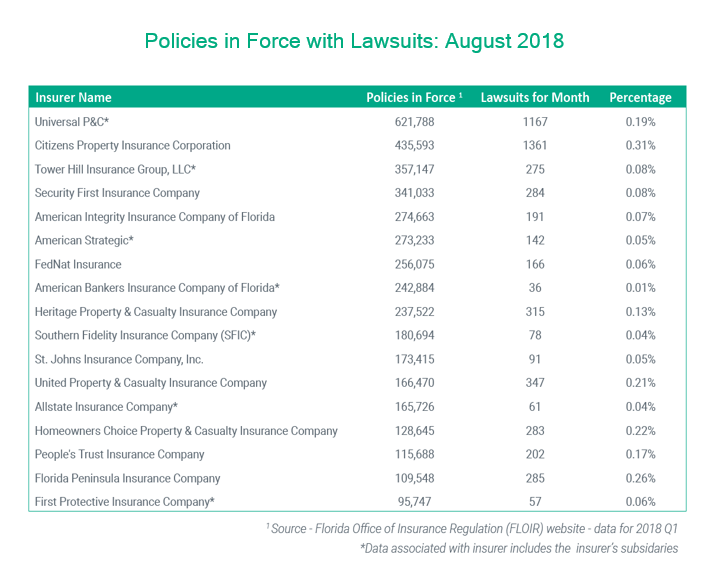 Policies in Force with Lawsuits: August 2018
Insurer Name Policies in Force ¹ Lawsuits for Month Percentage
Universal P&C* 621,788 1167 0.19%
Citizens Property Insurance Corporation 435,593 1361 0.31%
Tower Hill Insurance Group, LLC* 357,147 275 0.08%
Security First Insurance Company 341,033 284 0.08%
American Integrity Insurance Company of Florida 274,663 191 0.07%
American Strategic* 273,233 142 0.05%
FedNat Insurance 256,075 166 0.06%
American Bankers Insurance Company of Florida* 242,884 36 0.01%
Heritage Property & Casualty Insurance Company 237,522 315 0.13%
Southern Fidelity Insurance Company (SFIC)* 180,694 78 0.04%
St. Johns Insurance Company, Inc. 173,415 91 0.05%
United Property & Casualty Insurance Company 166,470 347 0.21%
Allstate Insurance Company* 165,726 61 0.04%
Homeowners Choice Property & Casualty Insurance Company 128,645 283 0.22%
People's Trust Insurance Company 115,688 202 0.17%
Florida Peninsula Insurance Company 109,548 285 0.26%
First Protective Insurance Company* 95,747 57 0.06%
¹ Source - Florida Office of Insurance Regulation (FLOIR) website - data for 2018 Q1
*Data associated with insurer includes the insurer's subsidaries